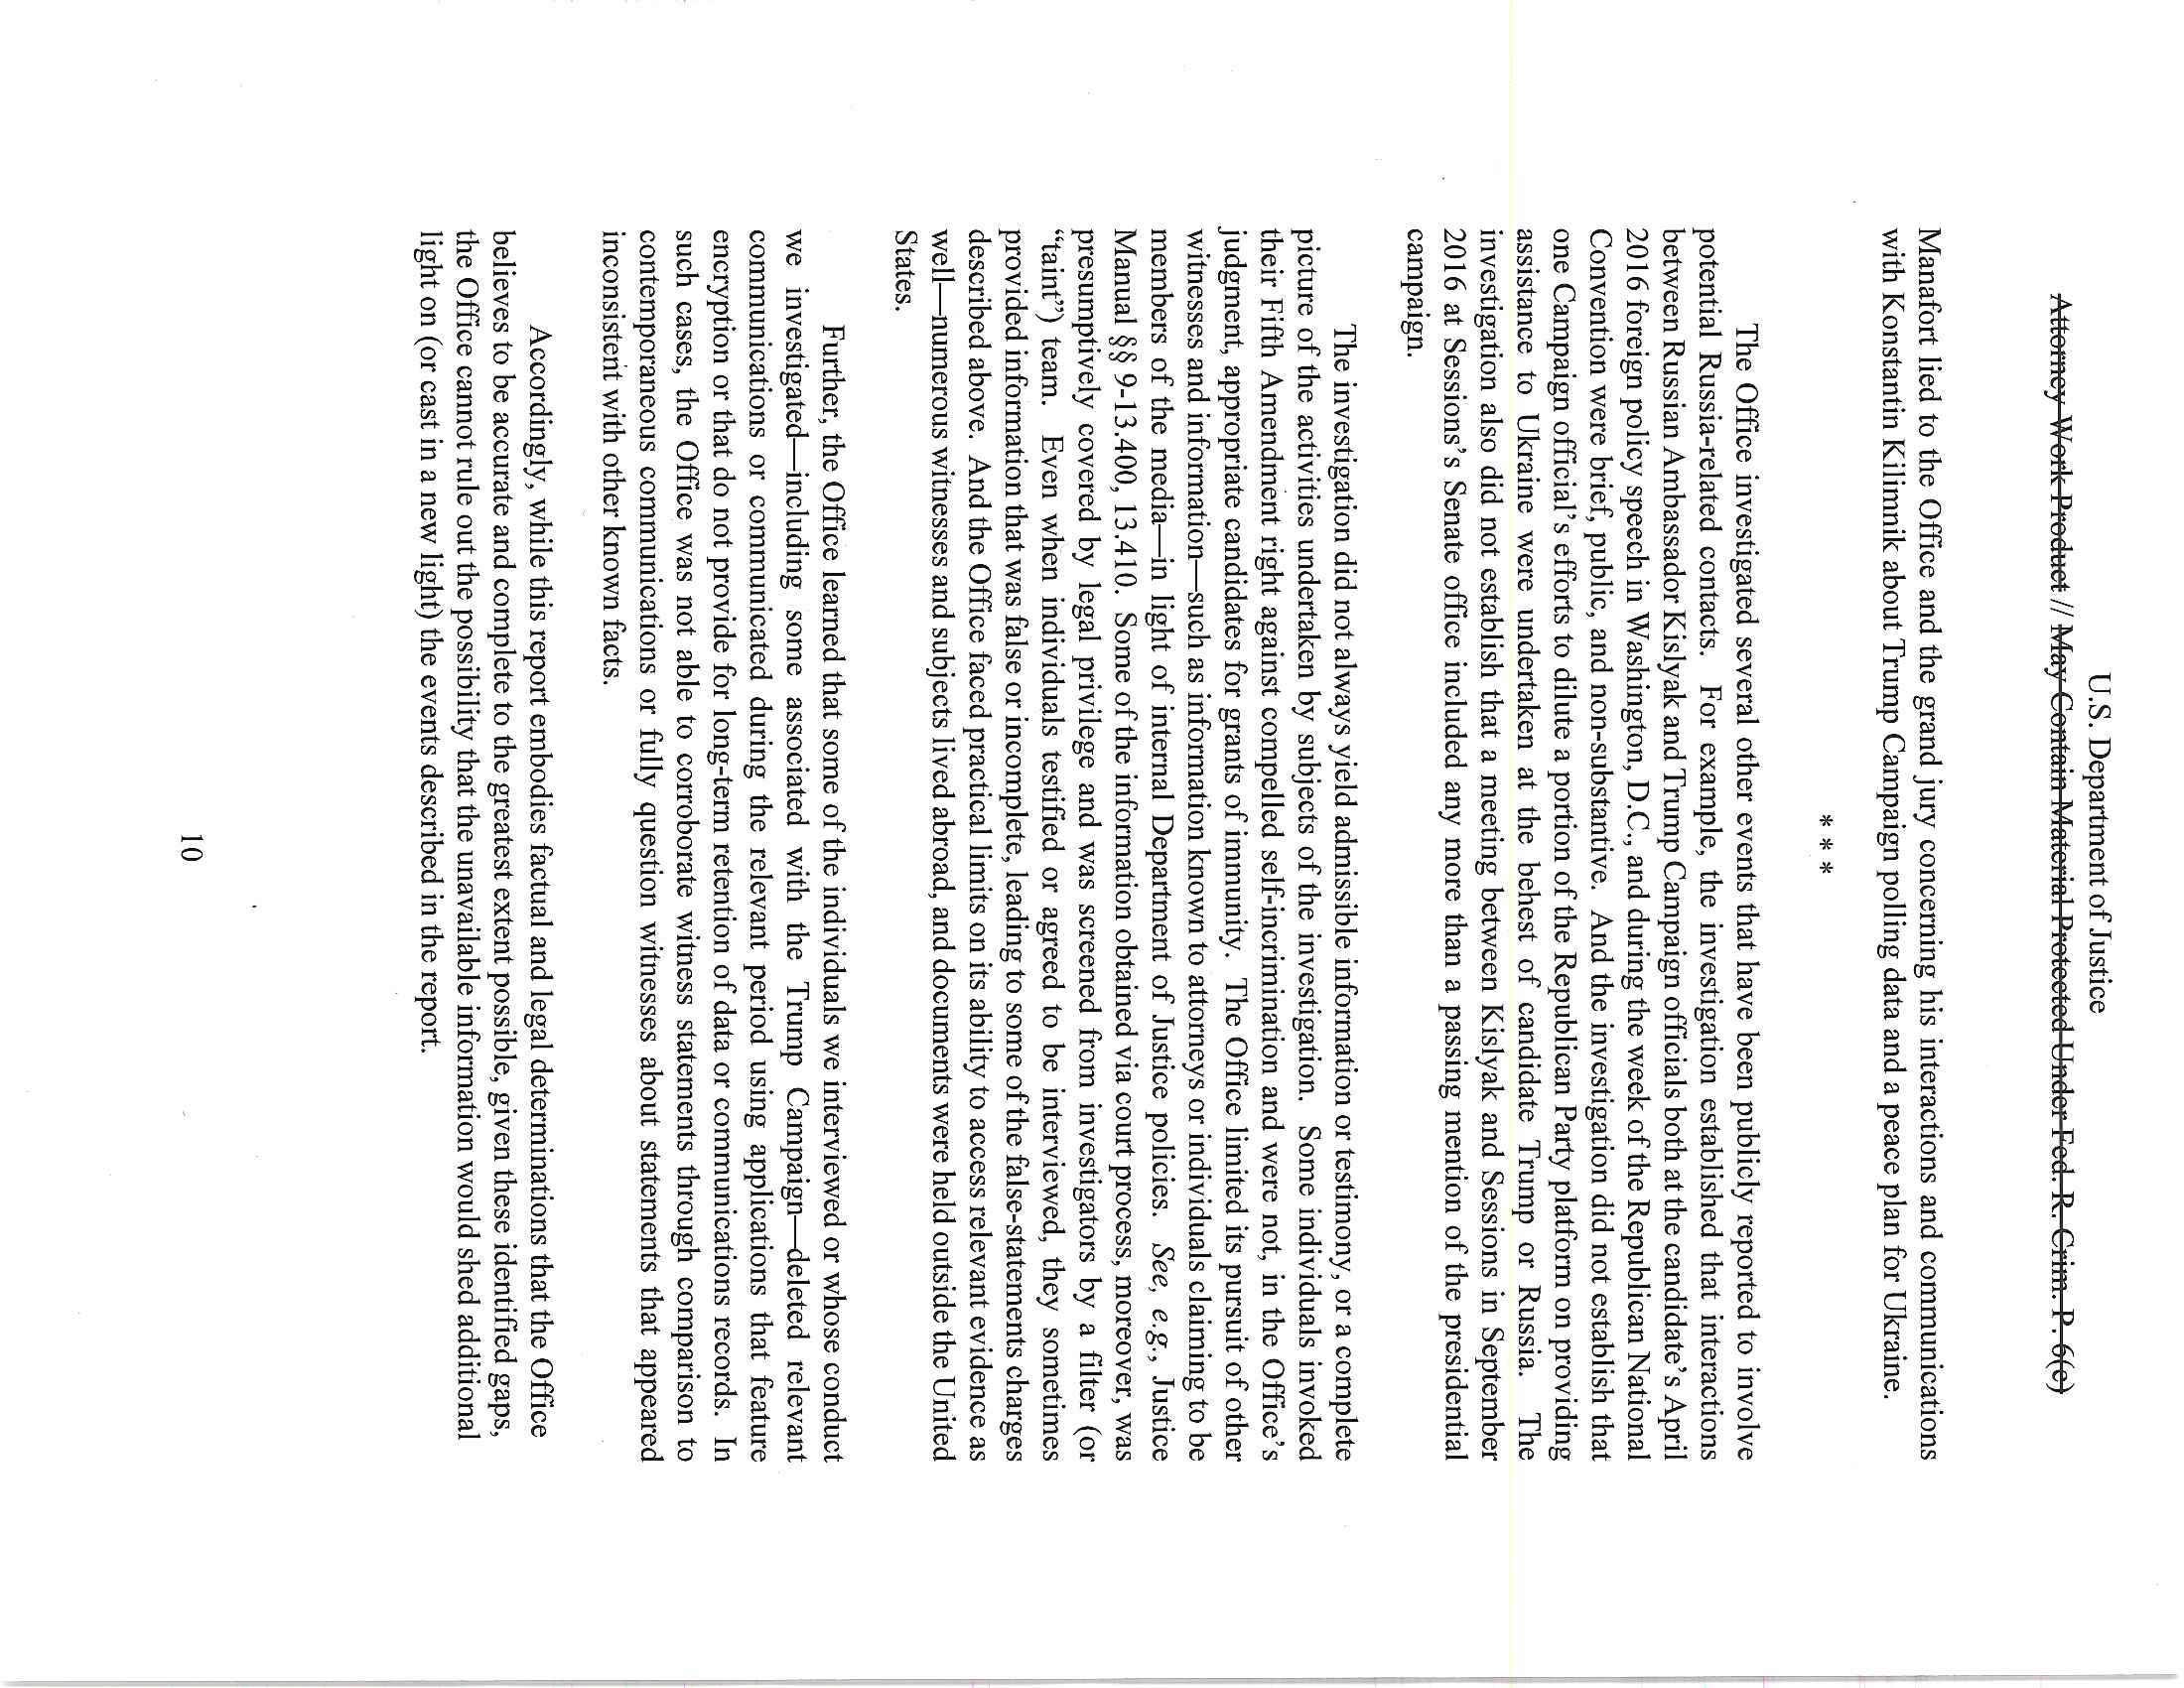 U.S. Department of Justice
Attorney Work Product // May Contain Material Protected Under Fed. R. Crim. P. 6(e)
Manafort lied to the Office and the grand jury concerning his interactions and communications
with Konstantin Kilimnik about Trump Campaign polling data and a peace plan for Ukraine.
* * *
The Office investigated several other events that have been publicly reported to involve
potential Russia-related contacts. For example, the investigation established that interactions
between Russian Ambassador Kislyak and Trump Campaign officials both at the candidate's April
2016 foreign policy speech in Washington, D.C., and during the week of the Republican National
Convention were brief, public, and non-substantive. And the investigation did not establish that
one Campaign official's efforts to dilute a portion of the Republican Party platform on providing
assistance to Ukraine were undertaken at the behest of candidate Trump or Russia. The
investigation also did not establish that a meeting between Kislyak and Sessions in September
2016 at Sessions's Senate office included any more than a passing mention of the presidential
campaign.
The investigation did not always yield admissible information or testimony, or a complete
picture of the activities undertaken by subjects of the investigation. Some individuals invoked
their Fifth Amendment right against compelled self-incrimination and were not, in the Office's
judgment, appropriate candidates for grants of immunity. The Office limited its pursuit of other
witnesses and information—such as information known to attorneys or individuals claiming to be
members of the media—in light of internal Department of Justice policies. See, e.g., Justice
Manual §§ 9-13.400, 13.410. Some of the information obtained via court process, moreover, was
presumptively covered by legal privilege and was screened from investigators by a filter (or
“taint”) team. Even when individuals testified or agreed to be interviewed, they sometimes
provided information that was false or incomplete, leading to some of the false-statements charges
described above. And the Office faced practical limits on its ability to access relevant evidence as
well—numerous witnesses and subjects lived abroad, and documents were held outside the United
States.
Further, the Office learned that some of the individuals we interviewed or whose conduct
we investigated—including some associated with the Trump Campaign—deleted relevant
communications or communicated during the relevant period using applications that feature
encryption or that do not provide for long-term retention of data or communications records. In
such cases, the Office was not able to corroborate witness statements through comparison to
contemporaneous communications or fully question witnesses about statements that appeared
inconsistent with other known facts.
Accordingly, while this report embodies factual and legal determinations that the Office
believes to be accurate and complete to the greatest extent possible, given these identified gaps,
the Office cannot rule out the possibility that the unavailable information would shed additional
light on (or cast in a new light) the events described in the report.
10